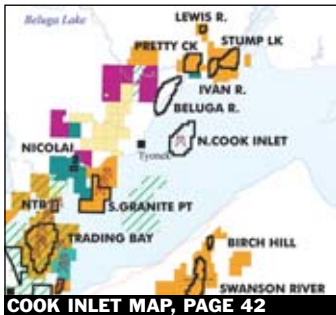 Beluga Lake
LEWIS R.
PRETTY CK
STUMP LK
IVAN R.
BELUGA R.
N.COOK INLET
NICOLAI
Tyonek
NTB
S.GRANITE PT
TRADING BAY
BIRCH HILL
SWANSON RIVER
COOK INLET MAP, PAGE 42